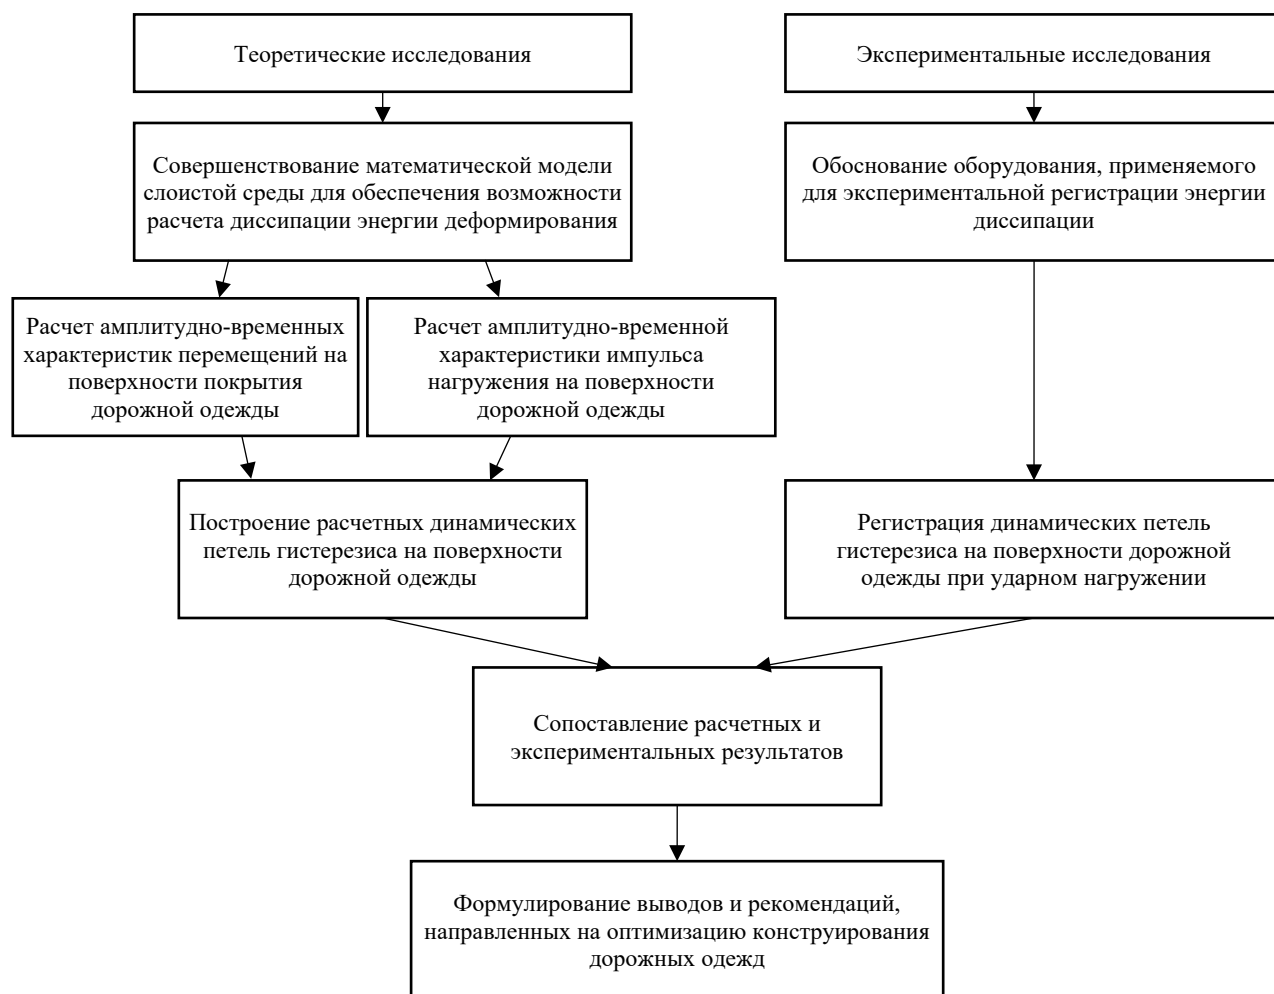 Теоретические исследования
Экспериментальные исследования
Совершенствование математической модели
слоистой среды для обеспечения возможности
расчета диссипации энергии деформирования
Обоснование оборудования, применяемого
для экспериментальной регистрации энергии
диссипации
Расчет амплитудно-временных
характеристик перемещений на
поверхности покрытия
дорожной одежды
Расчет амплитудно-временной
характеристики импульса
нагружения на поверхности
дорожной одежды
Построение расчетных динамических
петель гистерезиса на поверхности
дорожной одежды
Регистрация динамических петель
гистерезиса на поверхности дорожной
одежды при ударном нагружении
Сопоставление расчетных и
экспериментальных результатов
Формулирование выводов и рекомендаций,
направленных на оптимизацию конструирования
дорожных одежд